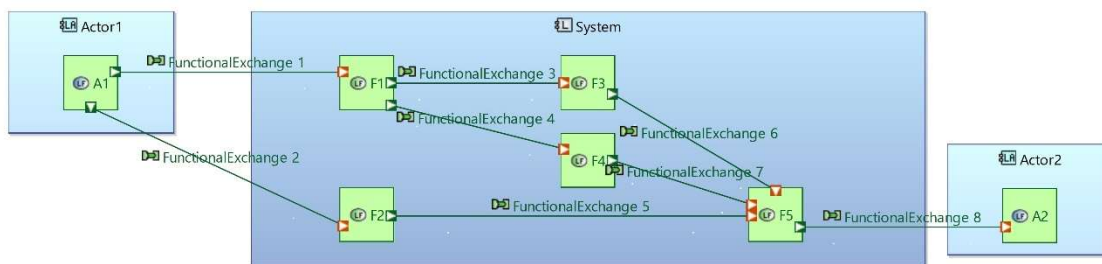 Actor1
System
A1
FunctionalExchange 1
F1
FunctionalExchange 3
F3
FunctionalExchange 4
FunctionalExchange 6
FunctionalExchange 2
F4
FunctionalExchange 7
Actor2
F2
FunctionalExchange 5
F5
FunctionalExchange 8
A2